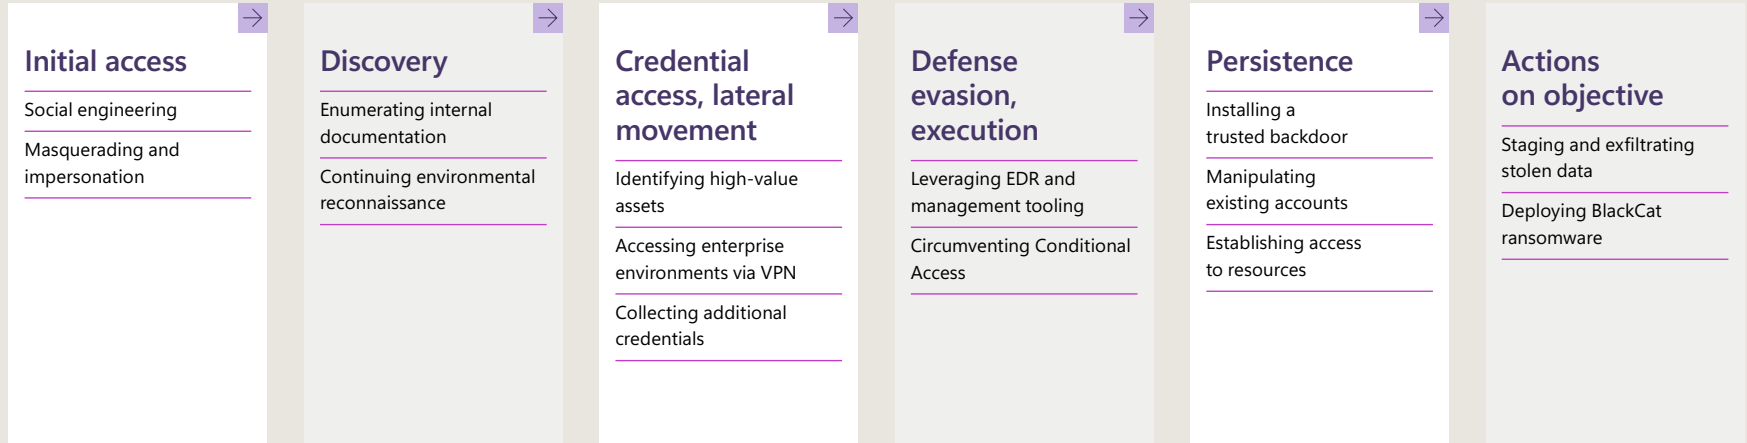 Initial access
Social engineering
Masquerading and
impersonation
Discovery
Enumerating internal
documentation
Continuing environmental
reconnaissance
Credential
access, lateral
movement
Identifying high-value
assets
Accessing enterprise
environments via VPN
Collecting additional
credentials
Defense
evasion,
execution
Leveraging EDR and
management tooling
Circumventing Conditional
Access
Persistence
Installing a
trusted backdoor
Manipulating
existing accounts
Establishing access
to resources
Actions
on objective
Staging and exfiltrating
stolen data
Deploying BlackCat
ransomware